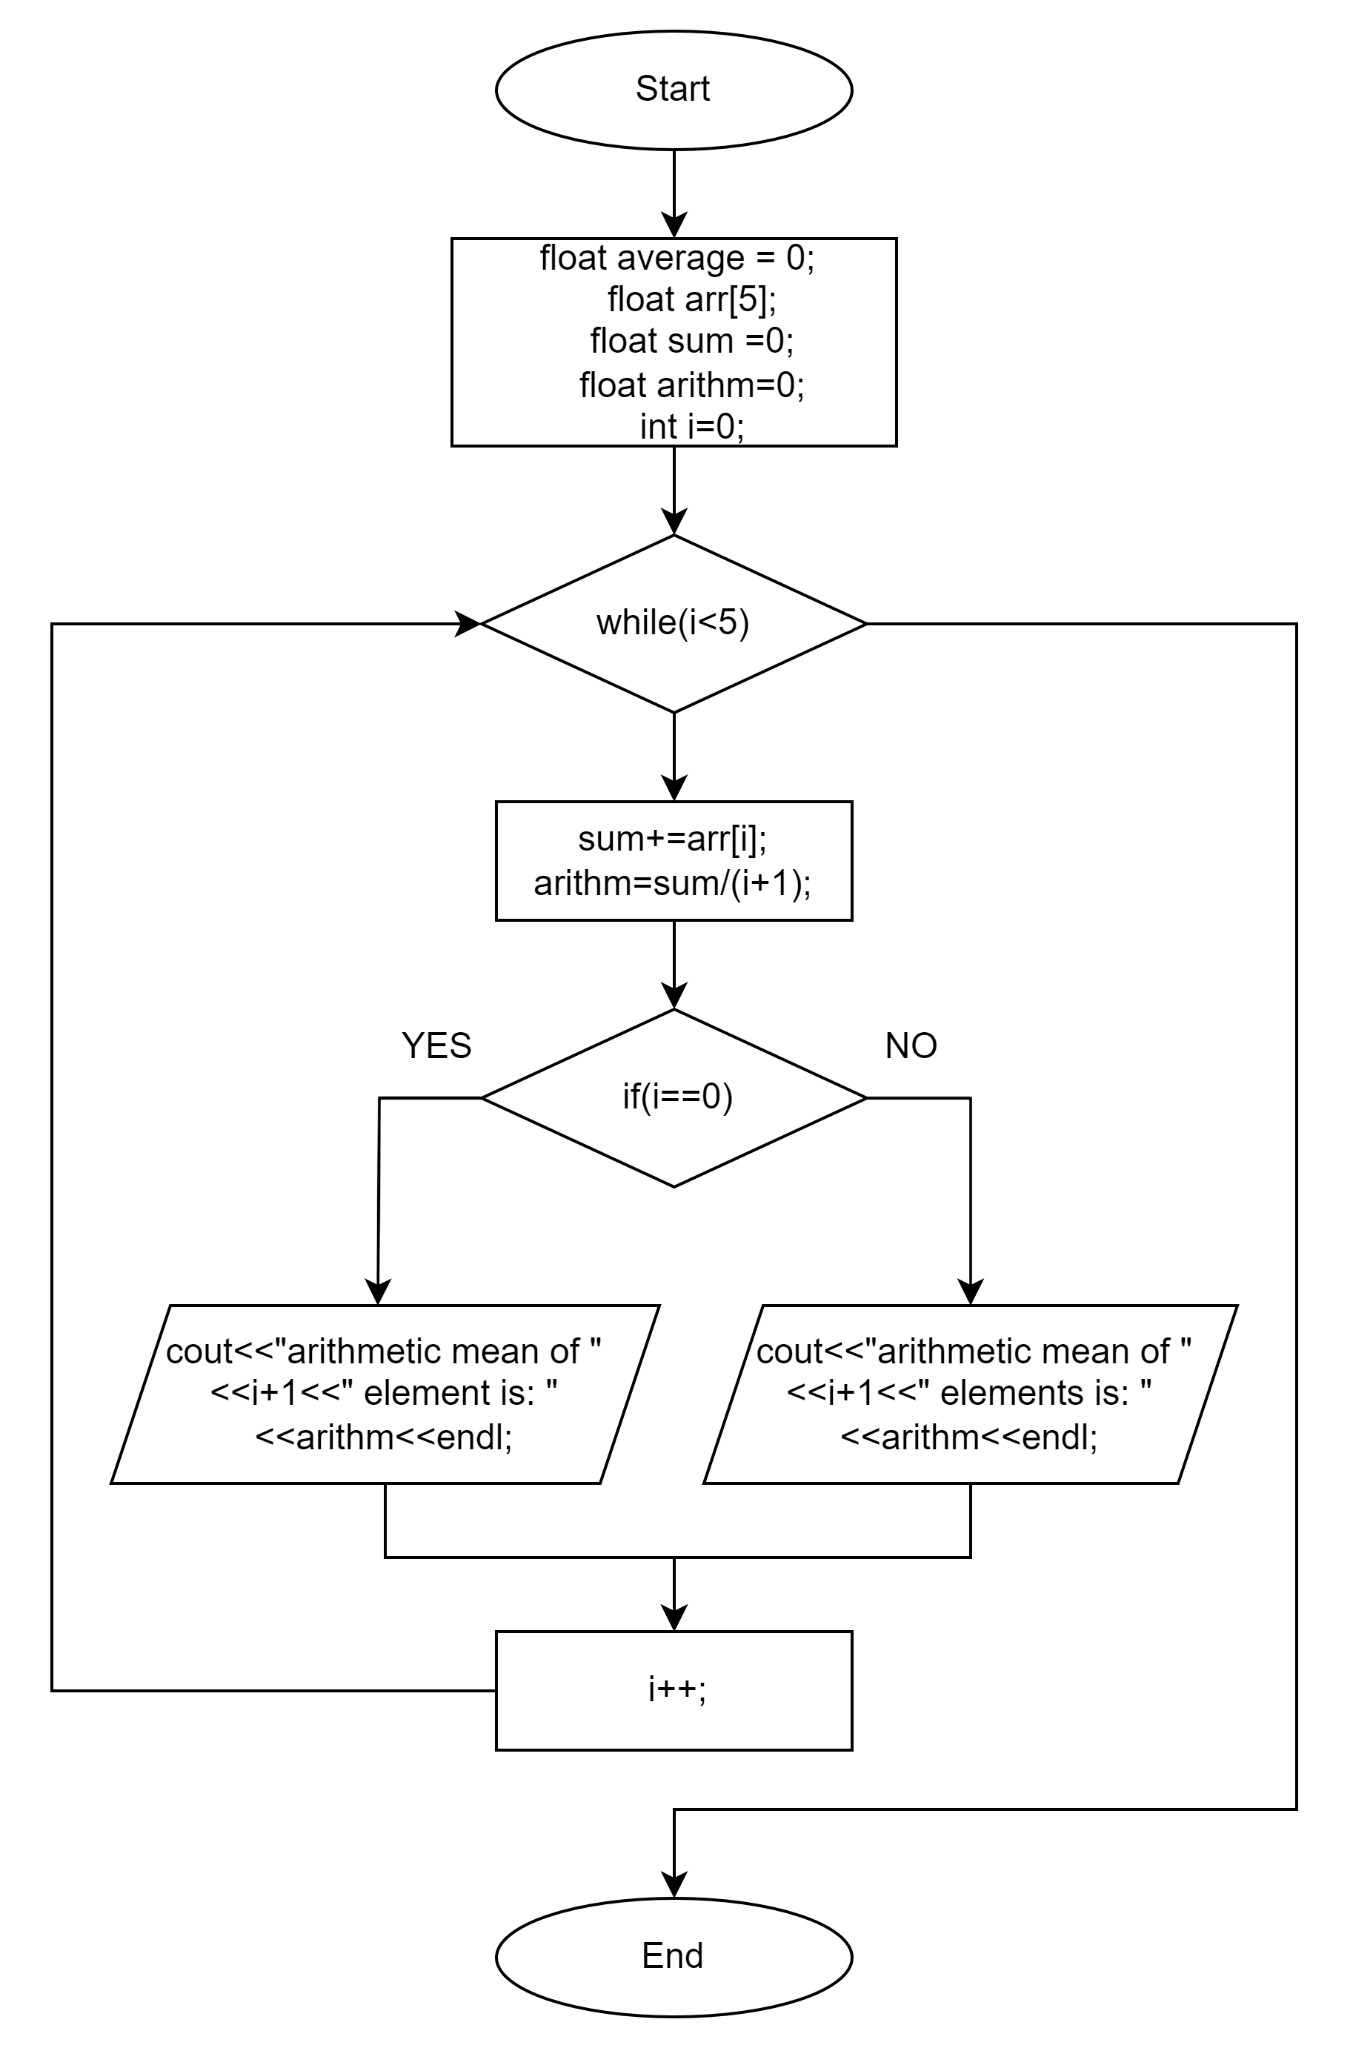 Start
float average = 0;
float arr[5];
float sum =0;
float arithm=0;
int i=0;
while(i<5)
sum+=arr[i];
arithm=sum/(i+1);
YES
NO
if(i==0)
cout<<"arithmetic mean of "
<<i+1<<" element is: "
<<arithm<<endl;
cout<<"arithmetic mean of "
<<i+1<<" elements is: "
<<arithm<<endl;
i++;
End